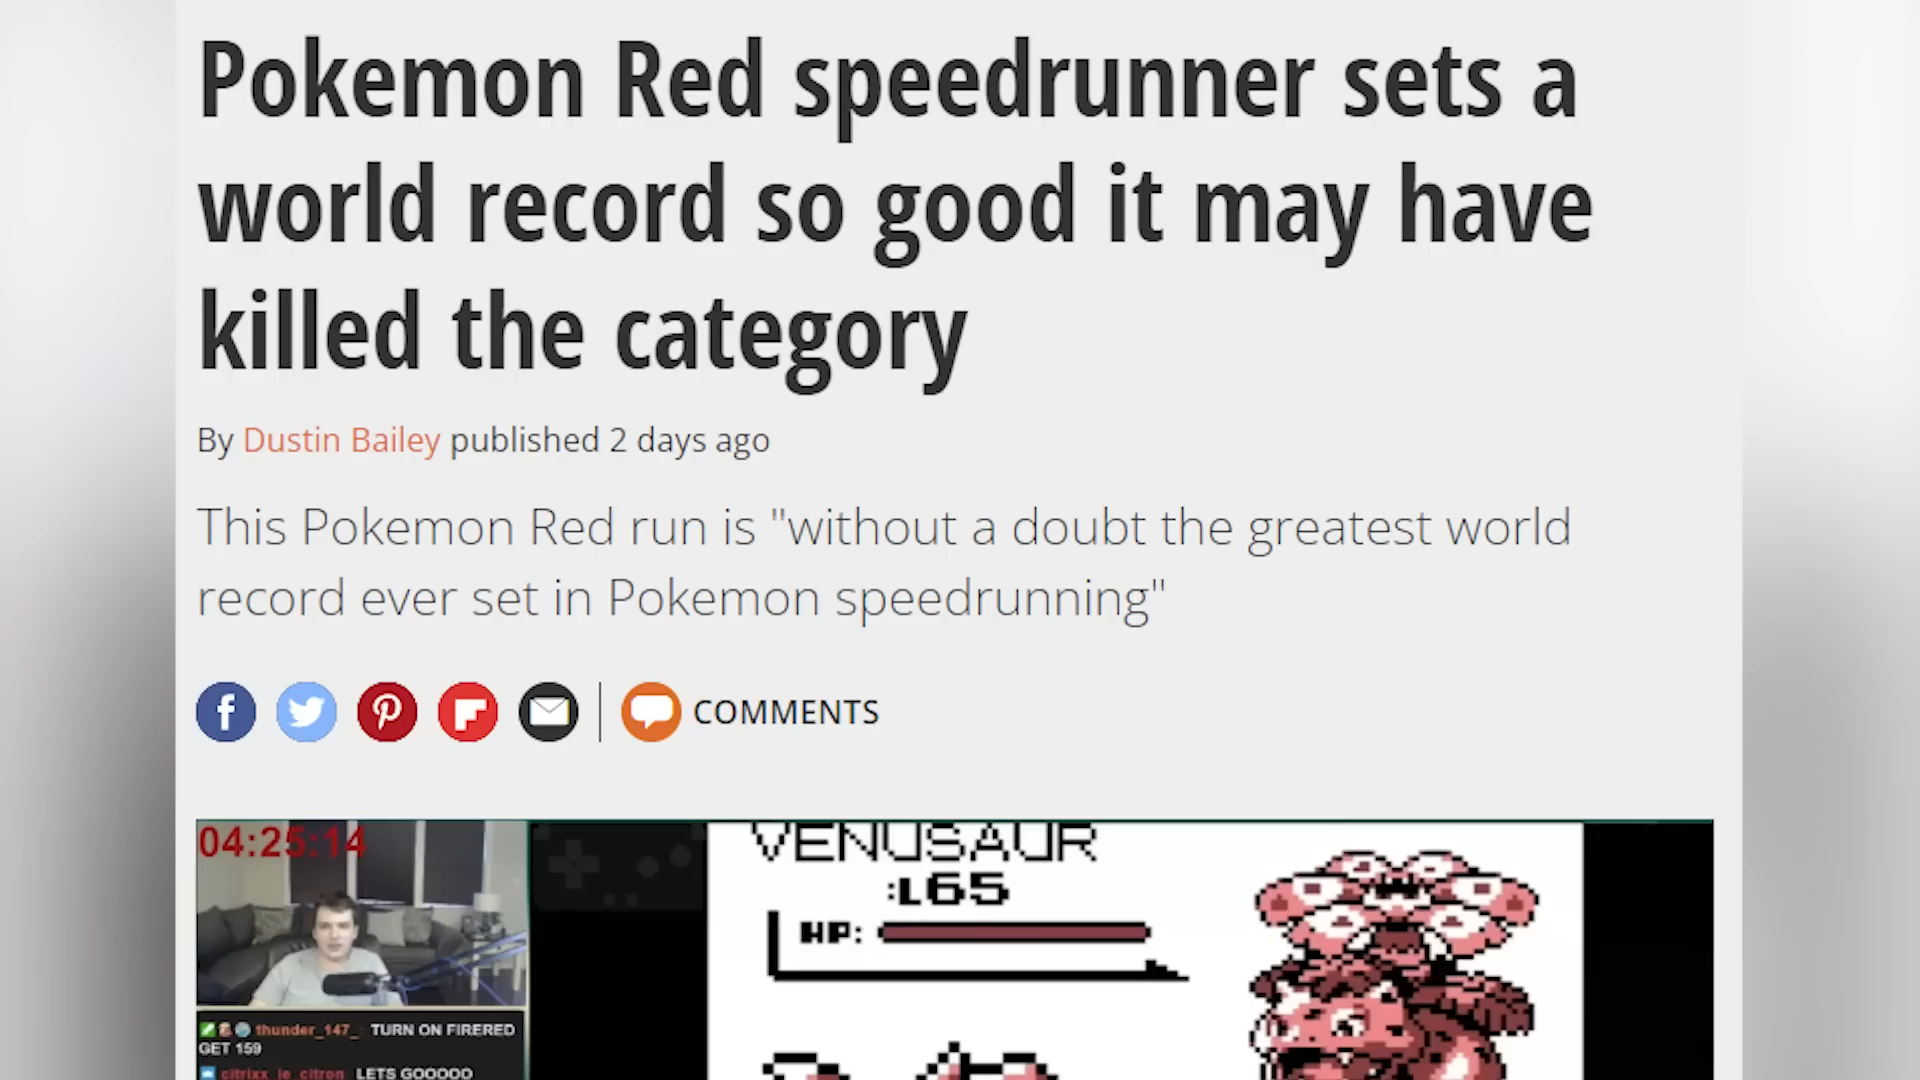 Pokemon Red speedrunner sets a
world record so good it may have
killed the category
By Dustin Bailey published 2 days ago
This Pokemon Red run is "without a doubt the greatest world
record ever set in Pokemon speedrunning"
COMMENTS
04:25:14
VENUSAUR
:L65
HP:
thunder_147_ TURN ON FIRERED
GET 159
citrixx_le_citron LETS GOOOOO